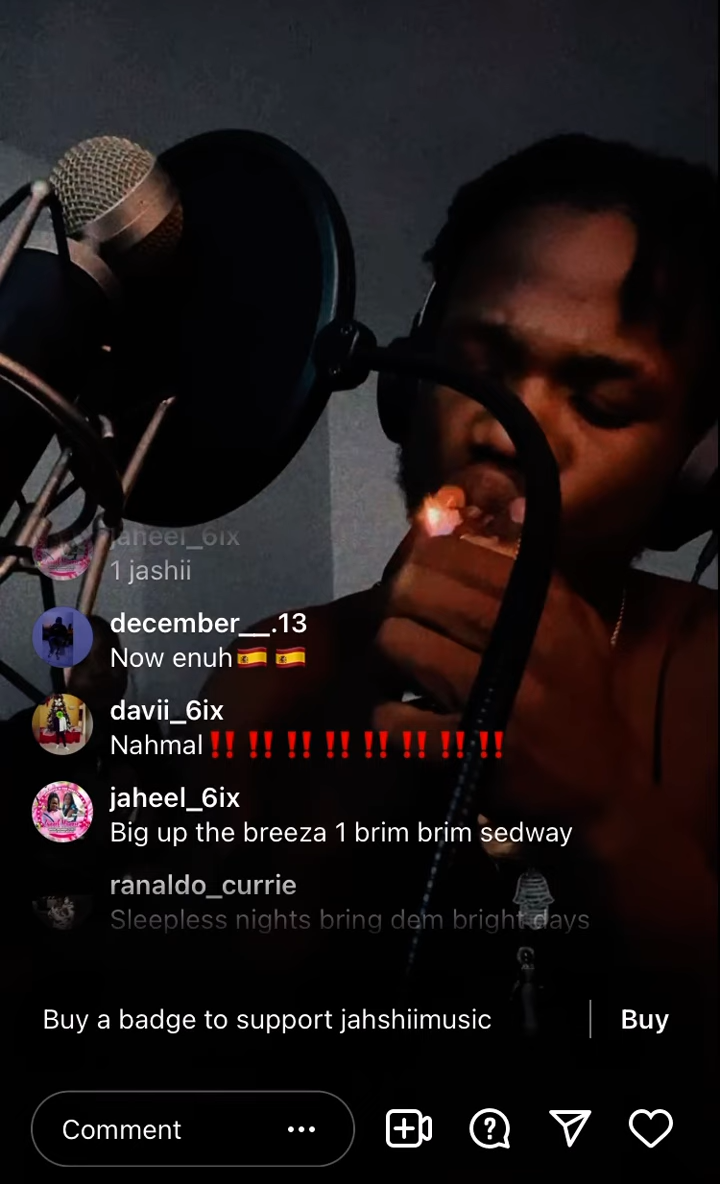 jaheel_6ix
1 jashii
december__.13
Now enuh🇪🇸 🇪🇸
davii_6ix
Nahmal‼️ ‼️ ‼️ ‼️ ‼️ ‼️ ‼️ ‼️
jaheel_6ix
Big up the breeza 1 brim brim sedway
ranaldo_currie
Sleepless nights bring dem bright days
Buy a badge to support jahshiimusic
Buy
Comment